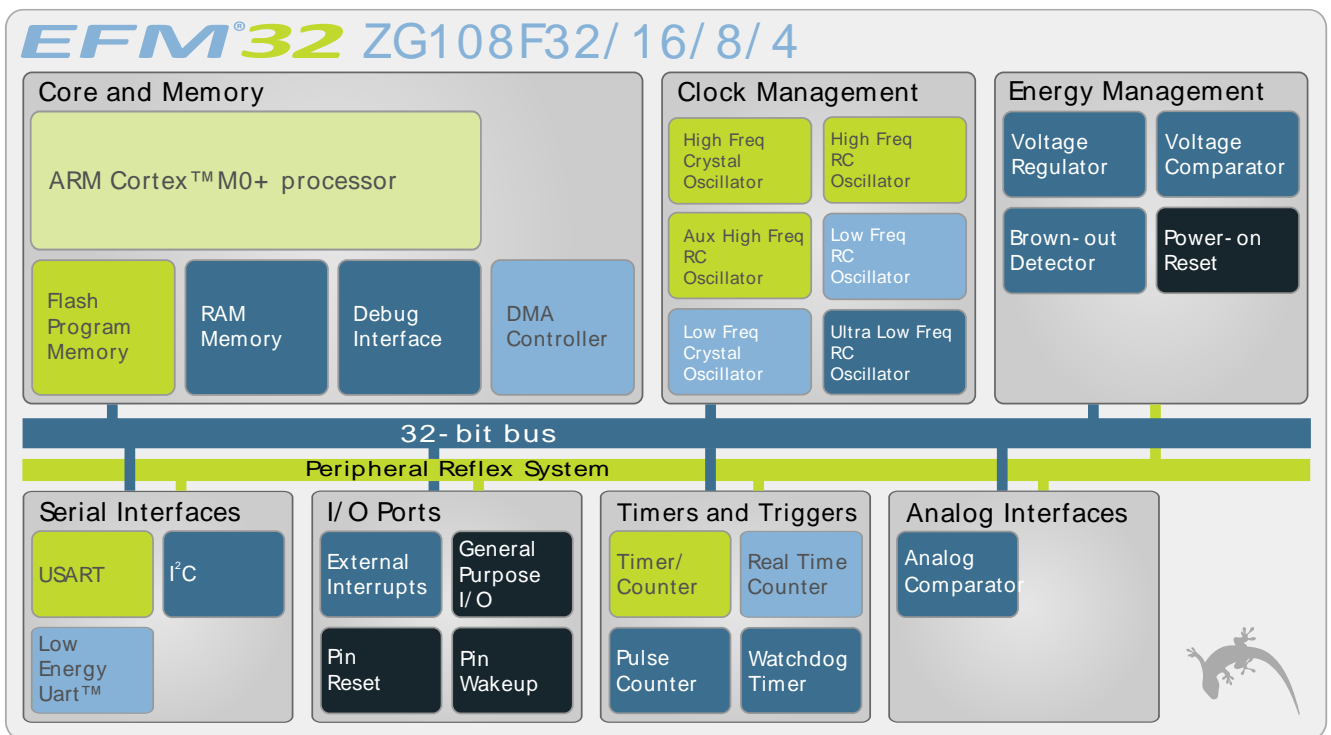 EFM®32 ZG108F32/16/8/4
Core and Memory
ARM Cortex™ M0+ processor
Flash
Program
Memory
RAM
Memory
Debug
Interface
DMA
Controller
Clock Management
High Freq
Crystal
Oscillator
High Freq
RC
Oscillator
Aux High Freq
RC
Oscillator
Low Freq
RC
Oscillator
Low Freq
Crystal
Oscillator
Ultra Low Freq
RC
Oscillator
Energy Management
Voltage
Regulator
Voltage
Comparator
Brown-out
Detector
Power-on
Reset
32-bit bus
Peripheral Reflex System
Serial Interfaces
USART
I²C
Low
Energy
Uart™
I/O Ports
External
Interrupts
General
Purpose
I/O
Pin
Reset
Pin
Wakeup
Timers and Triggers
Timer/
Counter
Real Time
Counter
Pulse
Counter
Watchdog
Timer
Analog Interfaces
Analog
Comparator